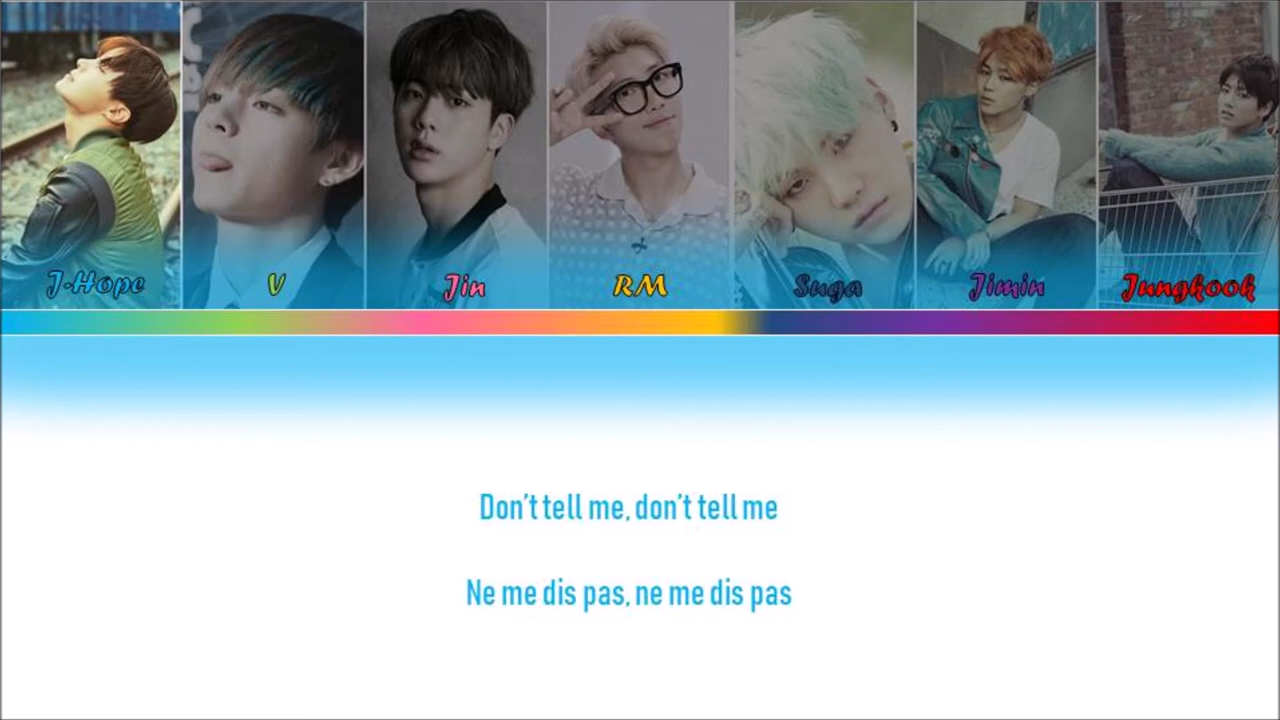 J-Hope
V
Jin
RM
Suga
Jimin
Jungkook
Don't tell me, don't tell me
Ne me dis pas, ne me dis pas